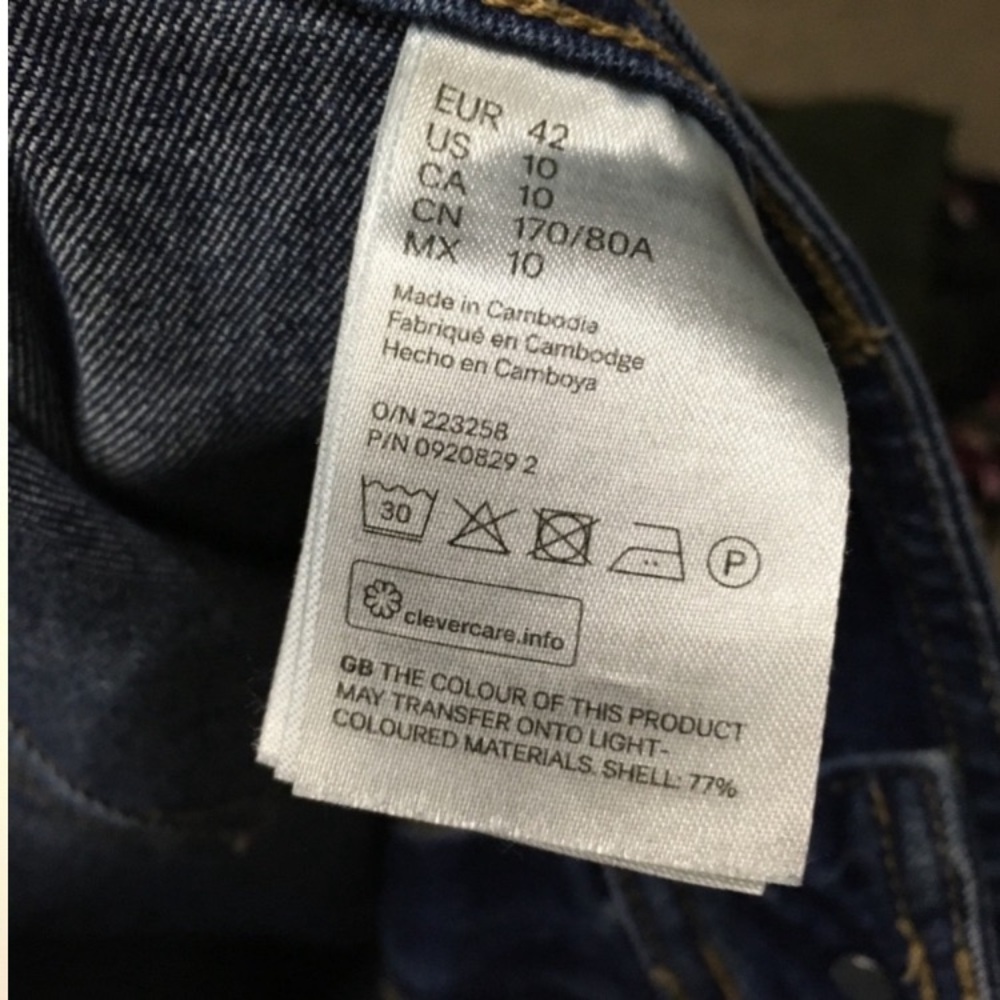 EUR 42
US 10
CA 10
CN 170/80A
MX 10
Made in Cambodia
Fabriqué en Cambodge
Hecho en Camboya
O/N 223258
P/N 0920829 2
30
P
clevercare.info
GB THE COLOUR OF THIS PRODUCT
MAY TRANSFER ONTO LIGHT-
COLOURED MATERIALS. SHELL: 77%